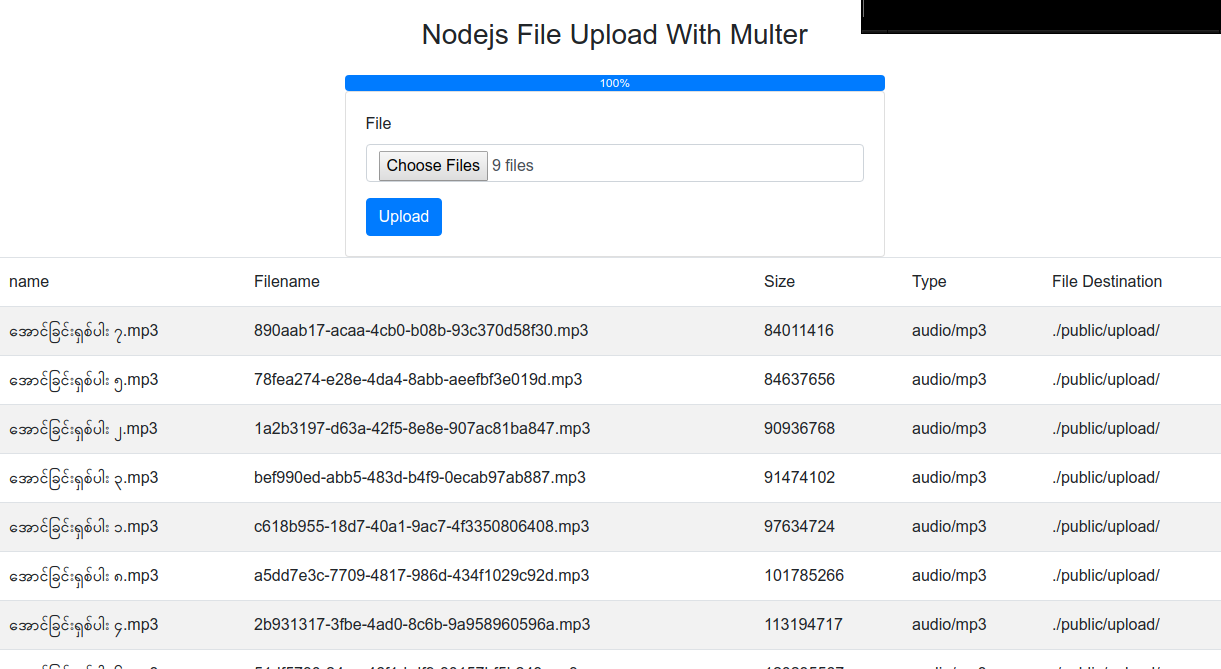 Nodejs File Upload With Multer
100%
File
Choose Files 9 files
Upload
name Filename Size Type File Destination
အောင်ခြင်းရှစ်ပါး ၇.mp3 890aab17-acaa-4cb0-b08b-93c370d58f30.mp3 84011416 audio/mp3 ./public/upload/
အောင်ခြင်းရှစ်ပါး ၅.mp3 78fea274-e28e-4da4-8abb-aeefbf3e019d.mp3 84637656 audio/mp3 ./public/upload/
အောင်ခြင်းရှစ်ပါး ၂.mp3 1a2b3197-d63a-42f5-8e8e-907ac81ba847.mp3 90936768 audio/mp3 ./public/upload/
အောင်ခြင်းရှစ်ပါး ၃.mp3 bef990ed-abb5-483d-b4f9-0ecab97ab887.mp3 91474102 audio/mp3 ./public/upload/
အောင်ခြင်းရှစ်ပါး ၁.mp3 c618b955-18d7-40a1-9ac7-4f3350806408.mp3 97634724 audio/mp3 ./public/upload/
အောင်ခြင်းရှစ်ပါး ၈.mp3 a5dd7e3c-7709-4817-986d-434f1029c92d.mp3 101785266 audio/mp3 ./public/upload/
အောင်ခြင်းရှစ်ပါး ၄.mp3 2b931317-3fbe-4ad0-8c6b-9a958960596a.mp3 113194717 audio/mp3 ./public/upload/